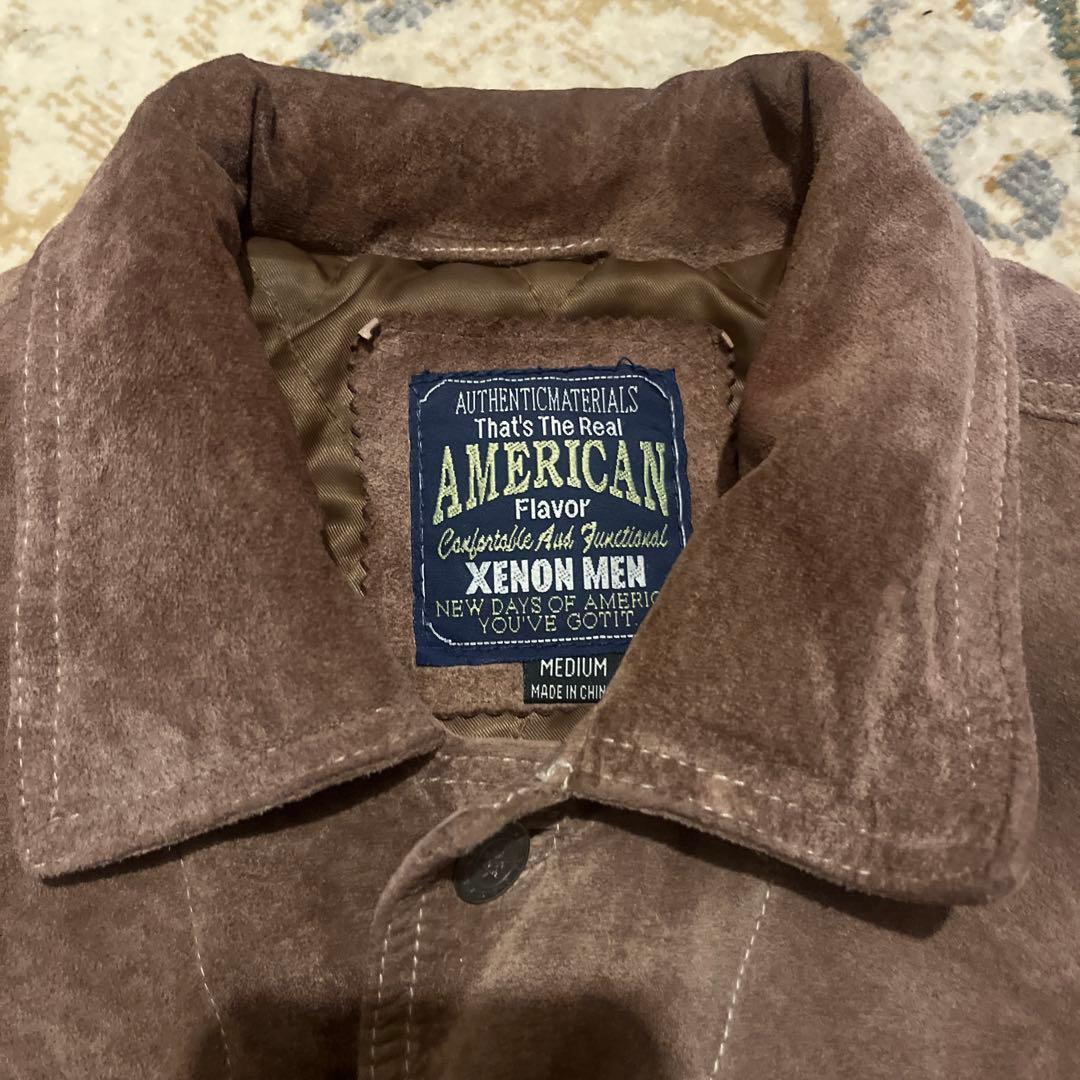 AUTHENTICMATERIALS
That's The Real
AMERICAN
Flavor
Confortable And Functional
XENON MEN
NEW DAYS OF AMERIC
YOU'VE GOTIT.
MEDIUM
MADE IN CHIN